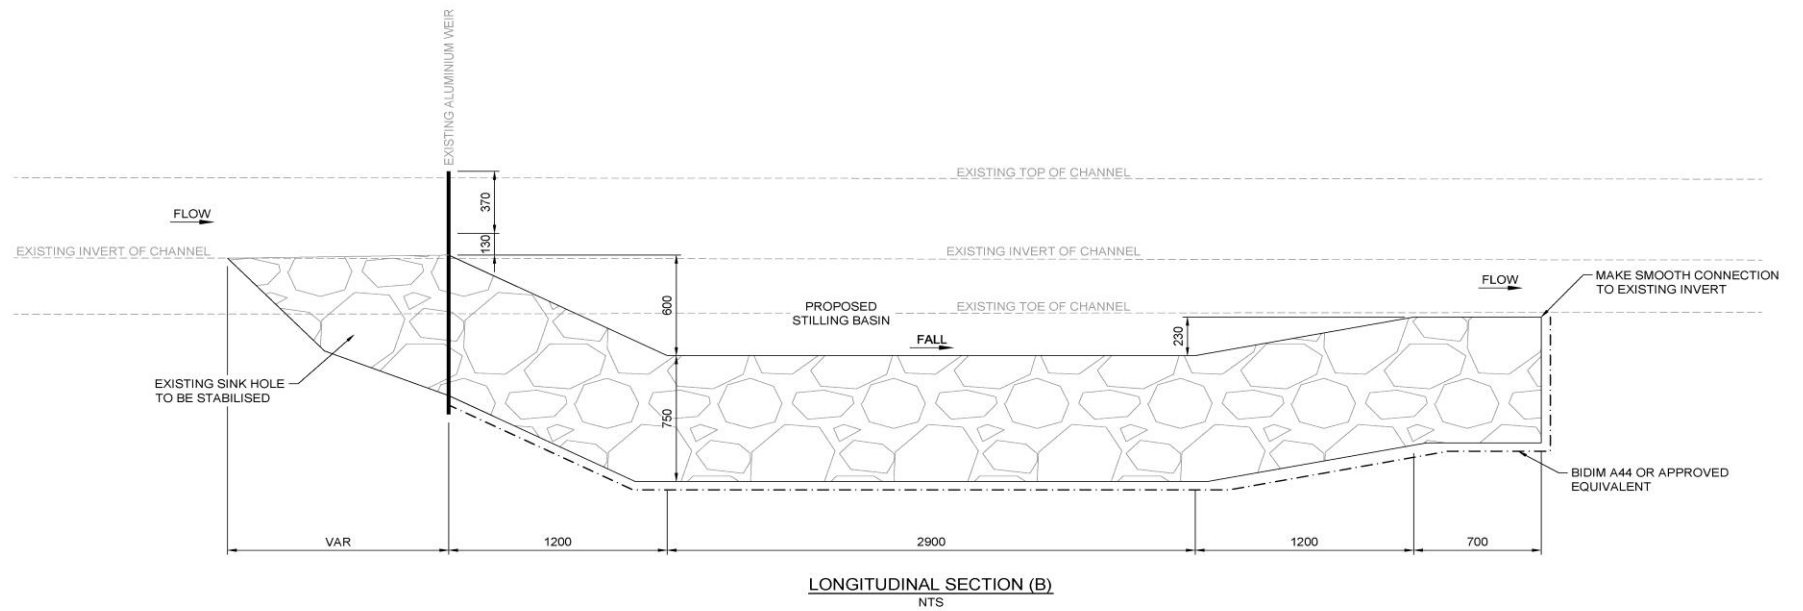 EXISTING ALUMINIUM WEIR
EXISTING TOP OF CHANNEL
370
FLOW
130
EXISTING INVERT OF CHANNEL
EXISTING INVERT OF CHANNEL
FLOW
MAKE SMOOTH CONNECTION
TO EXISTING INVERT
600
PROPOSED
STILLING BASIN
EXISTING TOE OF CHANNEL
230
FALL
EXISTING SINK HOLE
TO BE STABILISED
750
BIDIM A44 OR APPROVED
EQUIVALENT
VAR
1200
2900
1200
700
LONGITUDINAL SECTION (B)
NTS